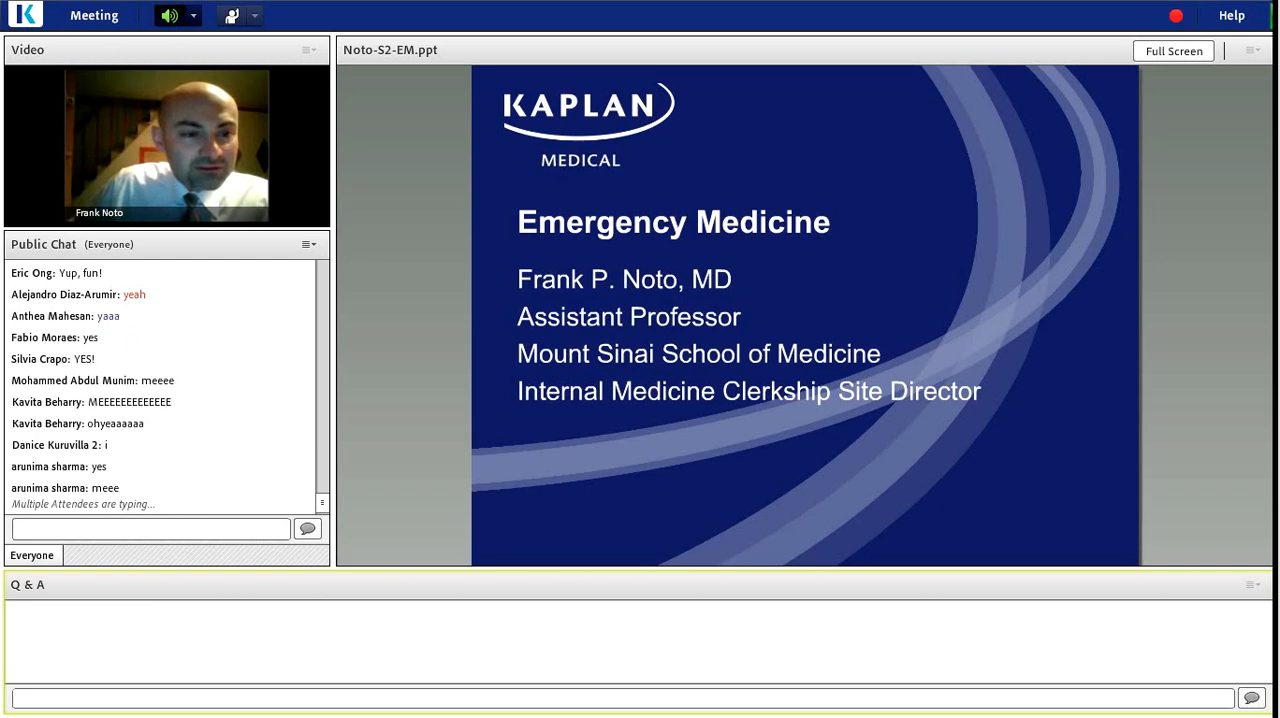 Meeting
Help
Video
Frank Noto
Public Chat (Everyone)
Eric Ong: Yup, fun!
Alejandro Diaz-Arumir: yeah
Anthea Mahesan: yaaa
Fabio Moraes: yes
Silvia Crapo: YES!
Mohammed Abdul Munim: meeee
Kavita Beharry: MEEEEEEEEEEEEE
Kavita Beharry: ohyeaaaaaa
Danice Kuruvilla 2: i
arunima sharma: yes
arunima sharma: meee
Multiple Attendees are typing...
Everyone
Noto-S2-EM.ppt
Full Screen
KAPLAN
MEDICAL
Emergency Medicine
Frank P. Noto, MD
Assistant Professor
Mount Sinai School of Medicine
Internal Medicine Clerkship Site Director
Q & A